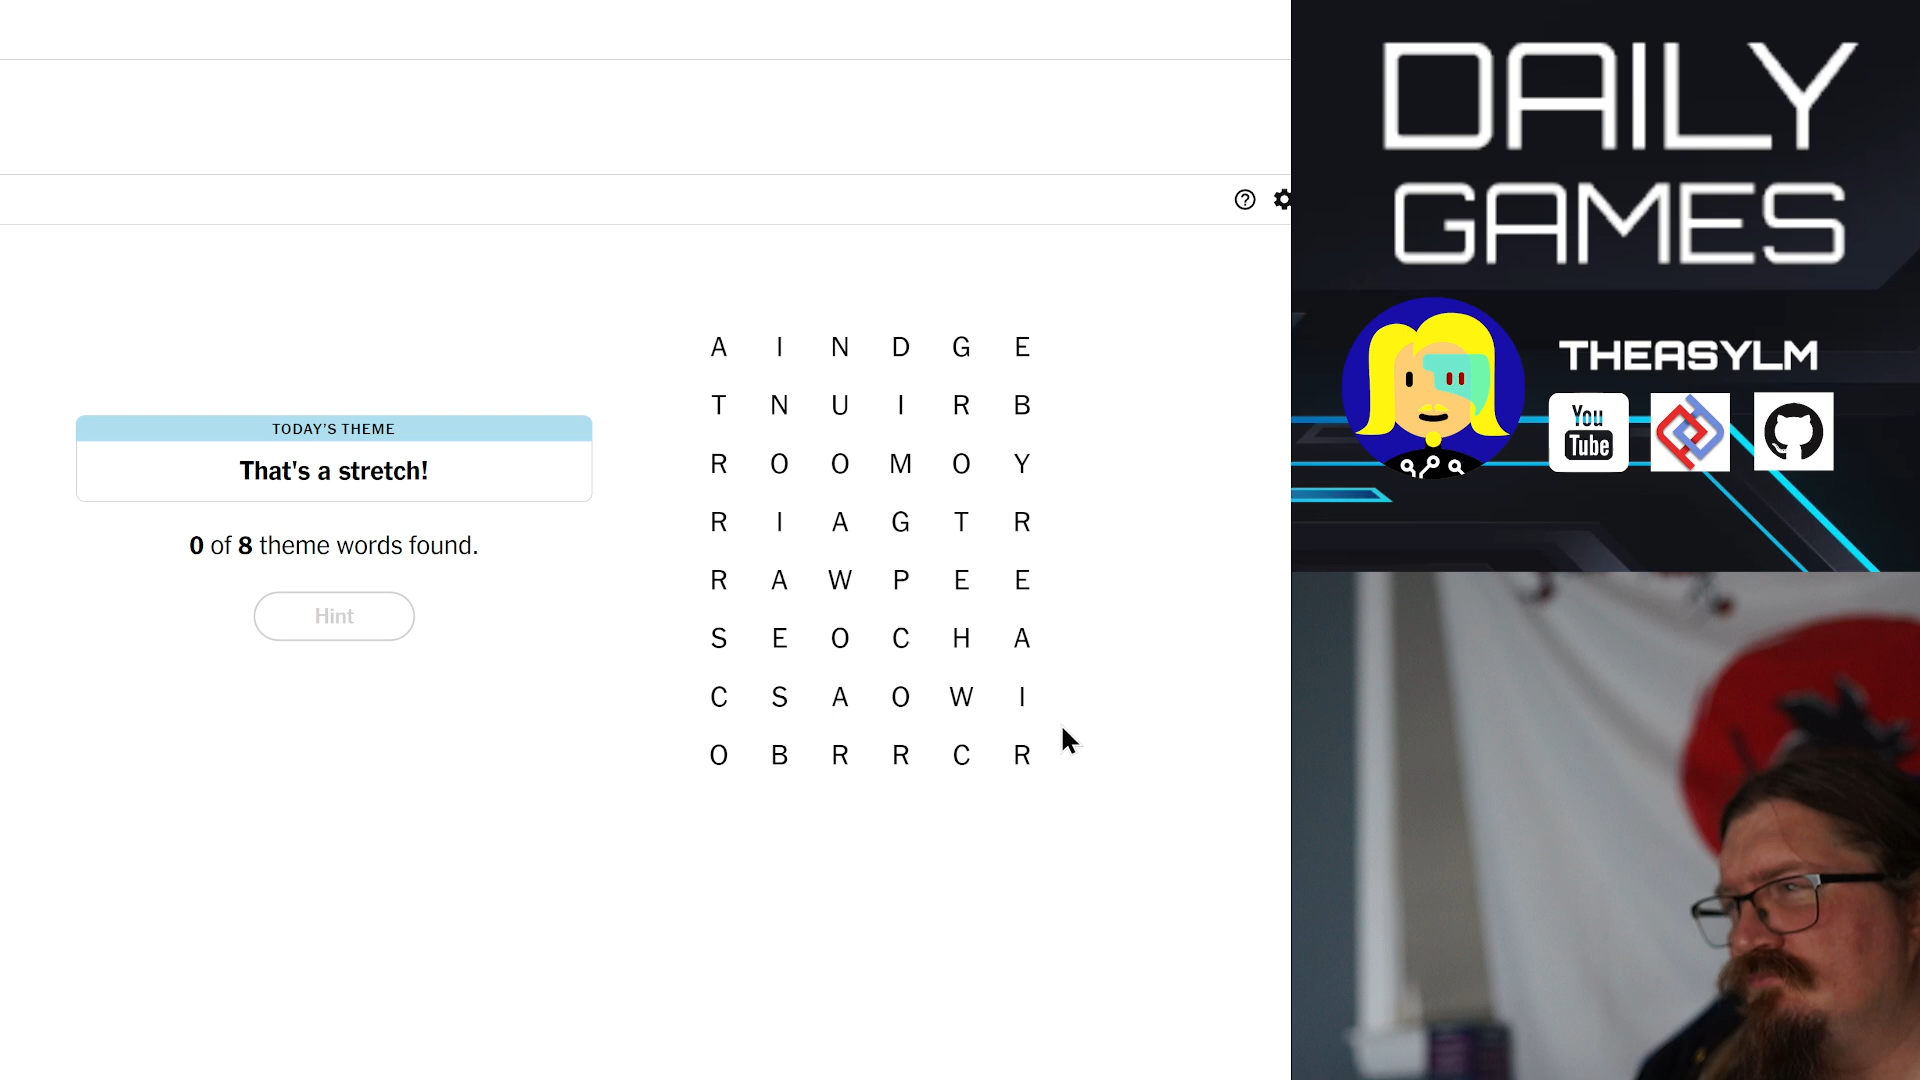 DAILY
GAMES
THEASYLM
You
Tube
TODAY'S THEME
That's a stretch!
0 of 8 theme words found.
Hint
A I N D G E
T N U I R B
R O O M O Y
R I A G T R
R A W P E E
S E O C H A
C S A O W I
O B R R C R